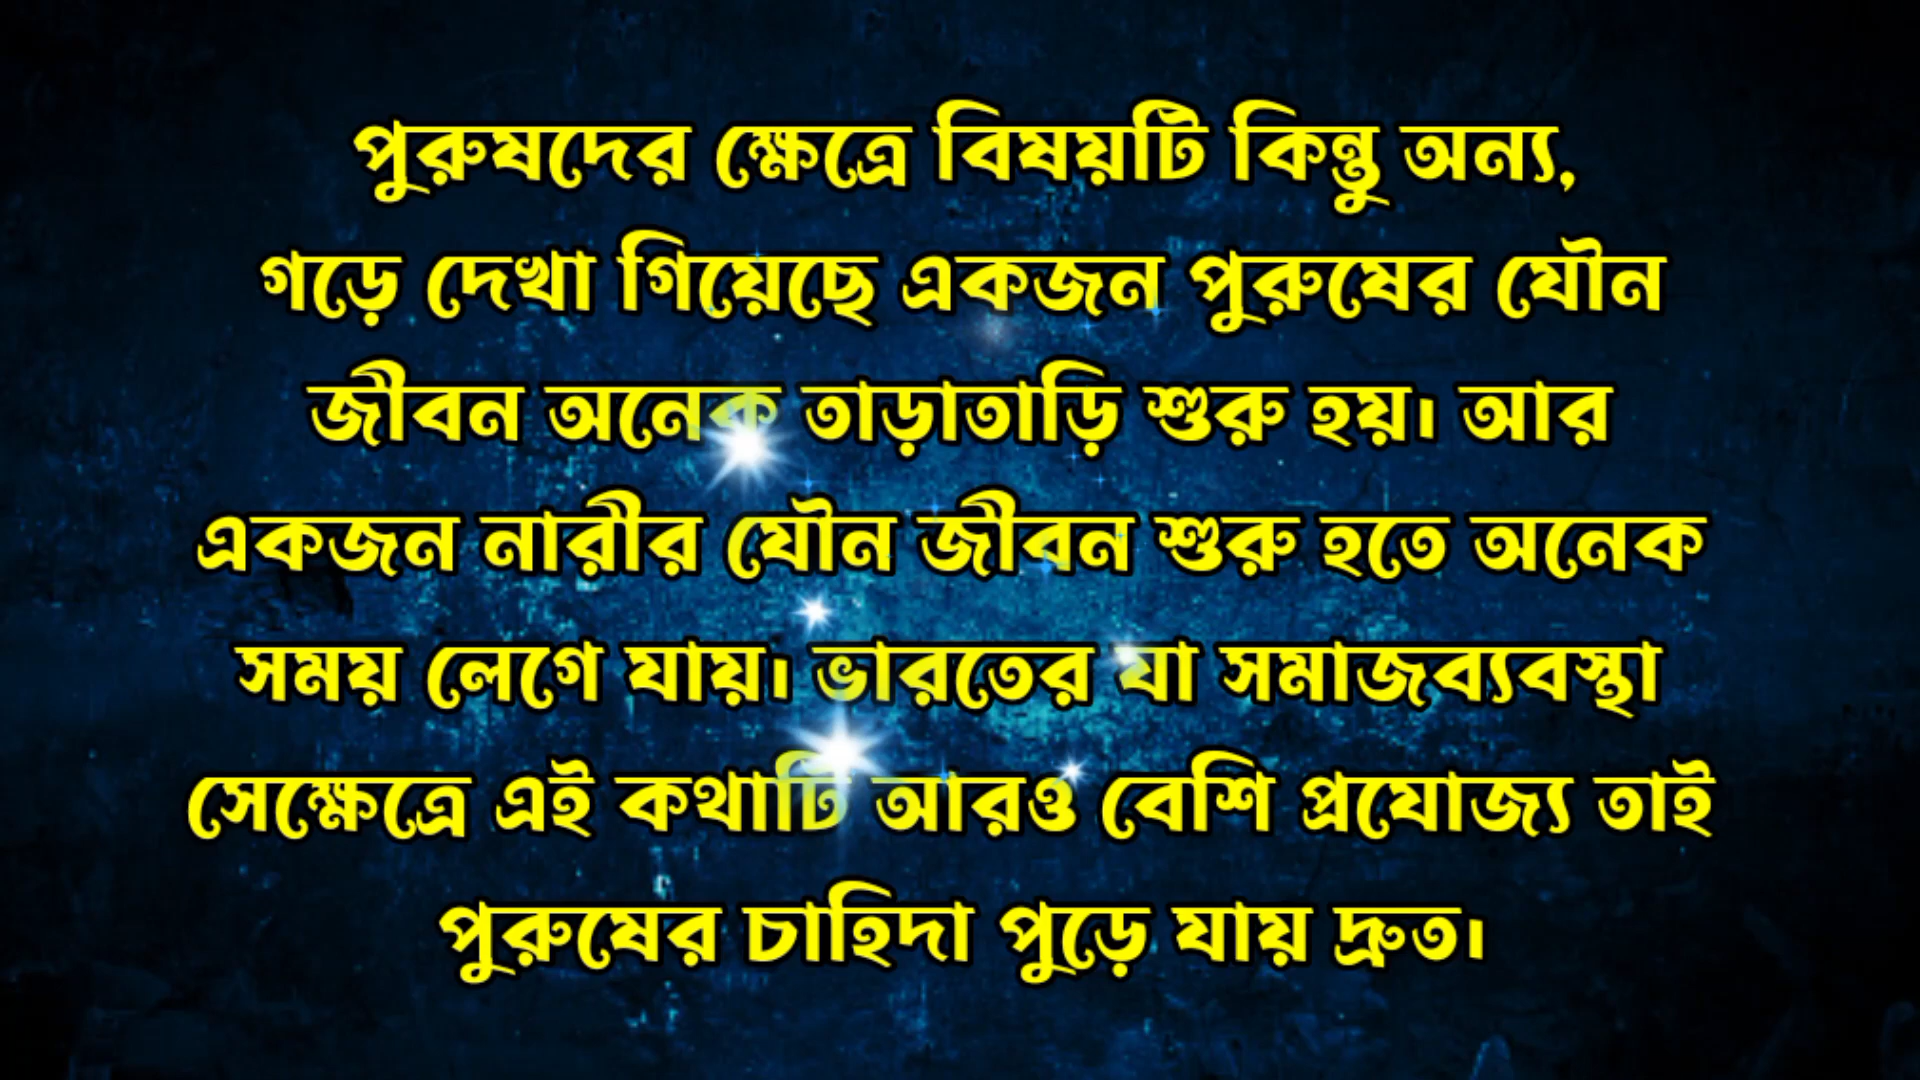 পুরুষদের ক্ষেত্রে বিষয়টি কিন্তু অন্য,
গড়ে দেখা গিয়েছে একজন পুরুষের যৌন
জীবন অনেক তাড়াতাড়ি শুরু হয়। আর
একজন নারীর যৌন জীবন শুরু হতে অনেক
সময় লেগে যায়। ভারতের যা সমাজব্যবস্থা
সেক্ষেত্রে এই কথাটি আরও বেশি প্রযোজ্য তাই
পুরুষের চাহিদা পুড়ে যায় দ্রুত।